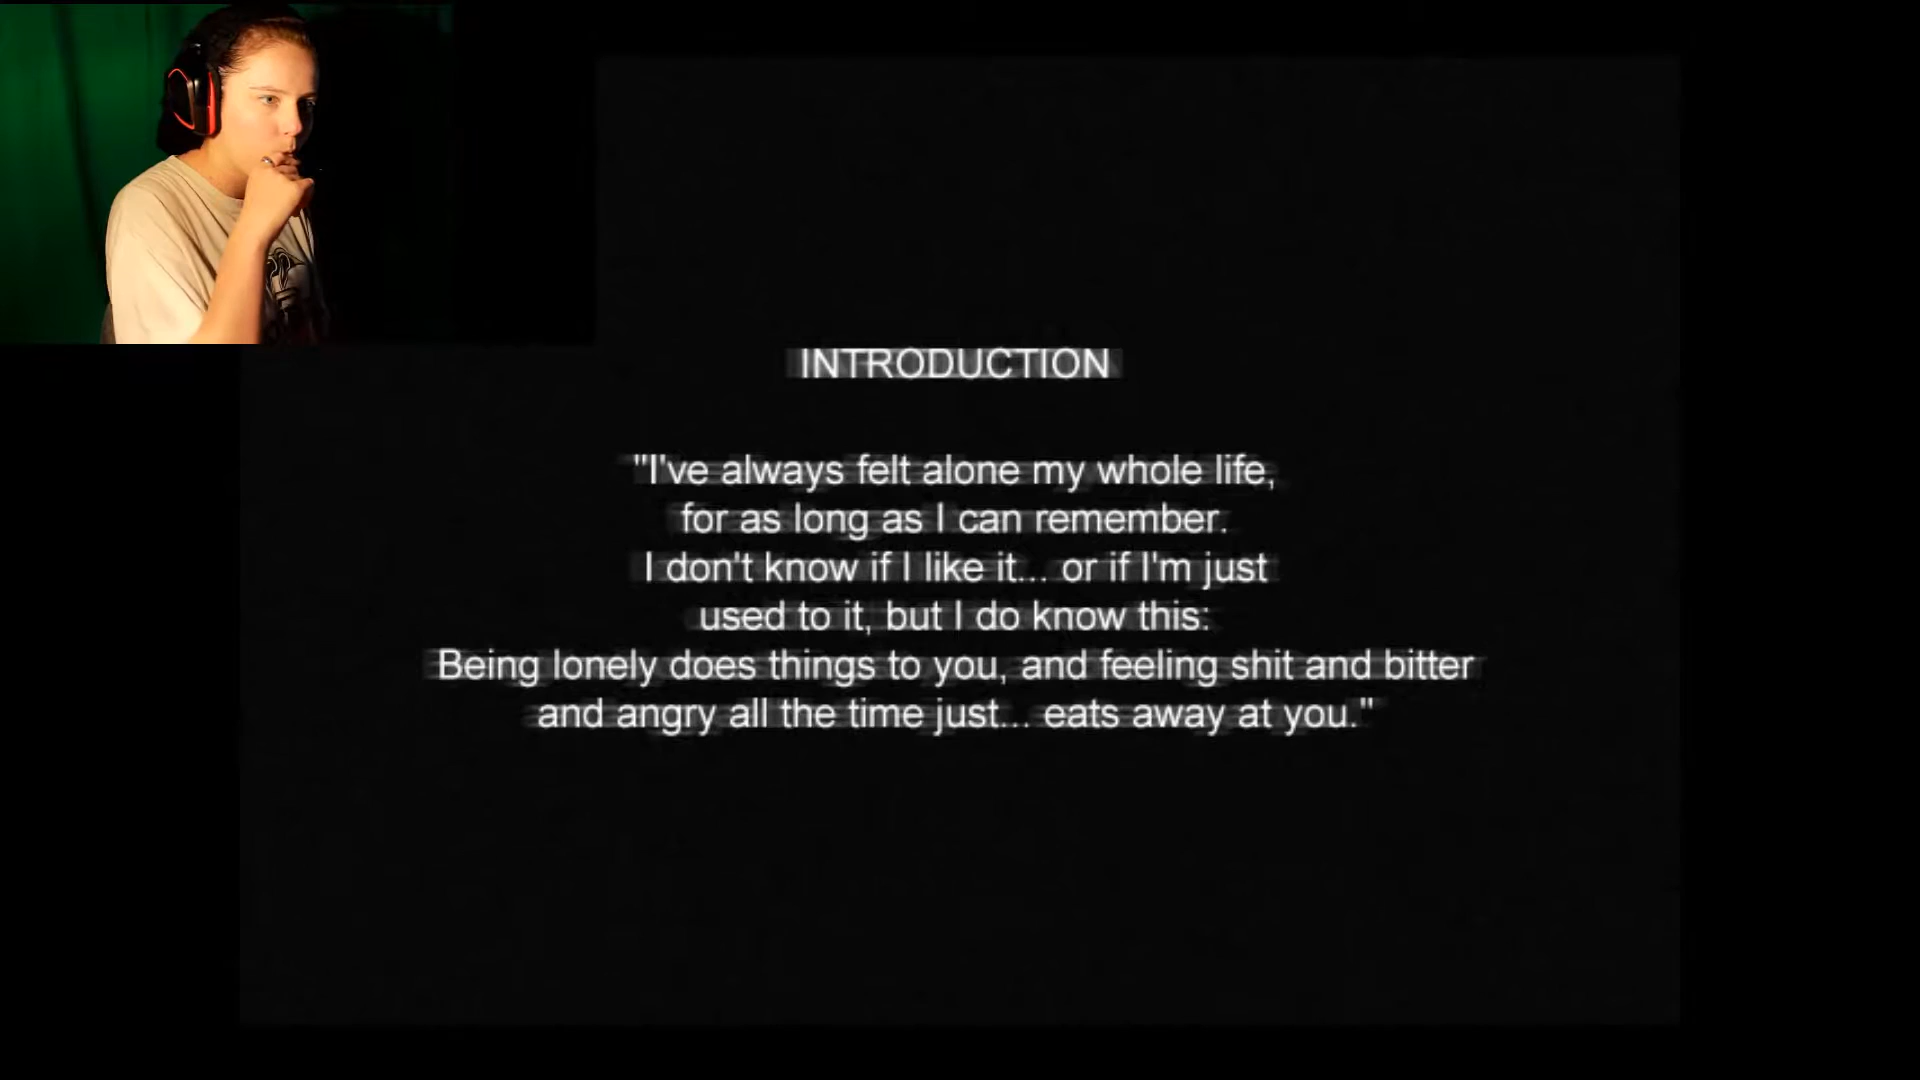 INTRODUCTION
"I've always felt alone my whole life,
for as long as I can remember.
I don't know if I like it... or if I'm just
used to it, but I do know this:
Being lonely does things to you, and feeling shit and bitter
and angry all the time just... eats away at you."